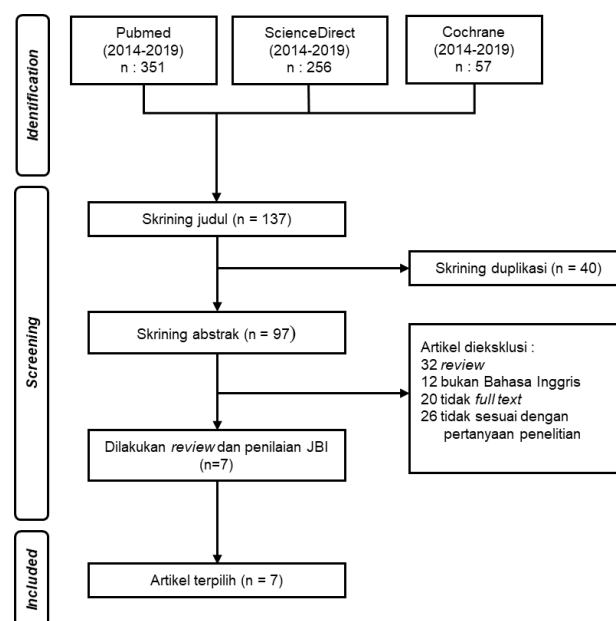 Identification
Pubmed
(2014-2019)
n : 351
ScienceDirect
(2014-2019)
n : 256
Cochrane
(2014-2019)
n : 57
Screening
Skrining judul (n = 137)
Skrining duplikasi (n = 40)
Skrining abstrak (n = 97)
Artikel dieksklusi :
32 review
12 bukan Bahasa Inggris
20 tidak full text
26 tidak sesuai dengan
pertanyaan penelitian
Dilakukan review dan penilaian JBI
(n=7)
Included
Artikel terpilih (n = 7)